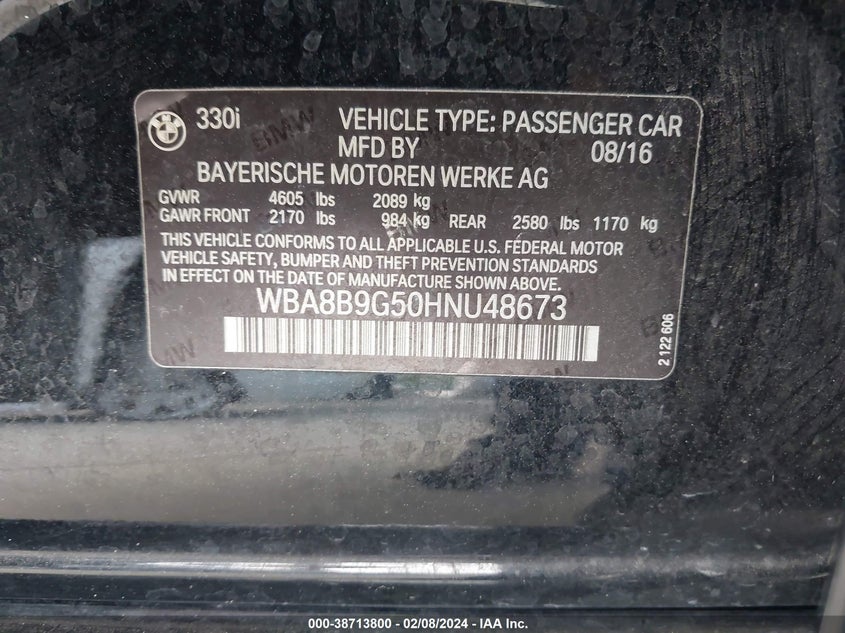 330i VEHICLE TYPE: PASSENGER CAR
MFD BY 08/16
BAYERISCHE MOTOREN WERKE AG
GVWR 4605 lbs 2089 kg
GAWR FRONT 2170 lbs 984 kg REAR 2580 lbs 1170 kg
THIS VEHICLE CONFORMS TO ALL APPLICABLE U.S. FEDERAL MOTOR
VEHICLE SAFETY, BUMPER AND THEFT PREVENTION STANDARDS
IN EFFECT ON THE DATE OF MANUFACTURE SHOWN ABOVE.
WBA8B9G50HNU48673
2 122 606
000-38713800 - 02/08/2024 - IAA Inc.